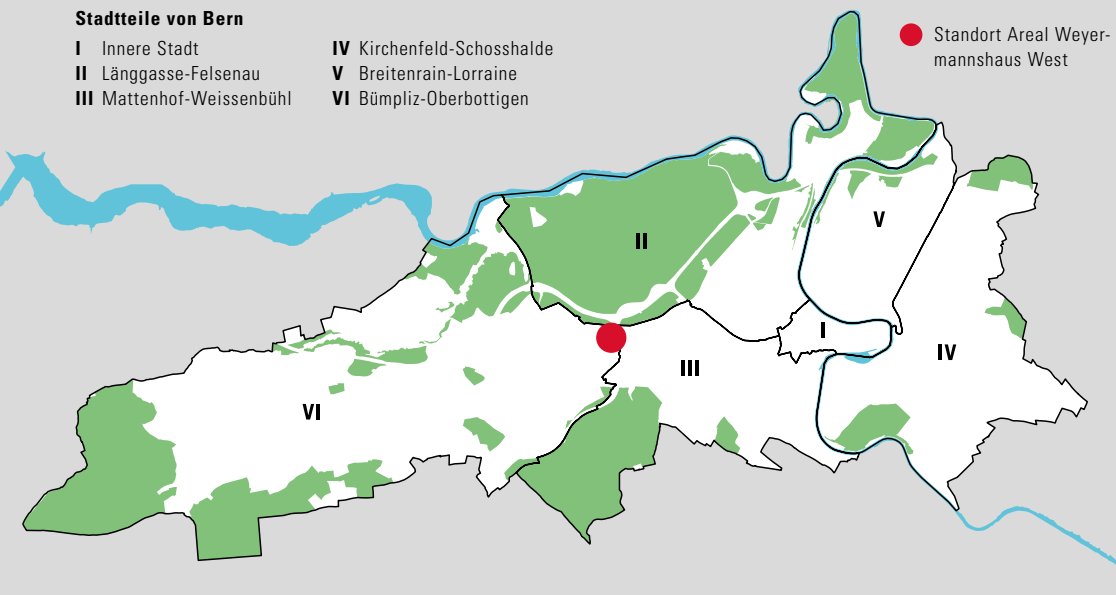 Stadtteile von Bern
I Innere Stadt
II Länggasse-Felsenau
III Mattenhof-Weissenbühl
IV Kirchenfeld-Schosshalde
V Breitenrain-Lorraine
VI Bümpliz-Oberbottigen
Standort Areal Weyer-
mannshaus West
V
II
I
IV
III
VI